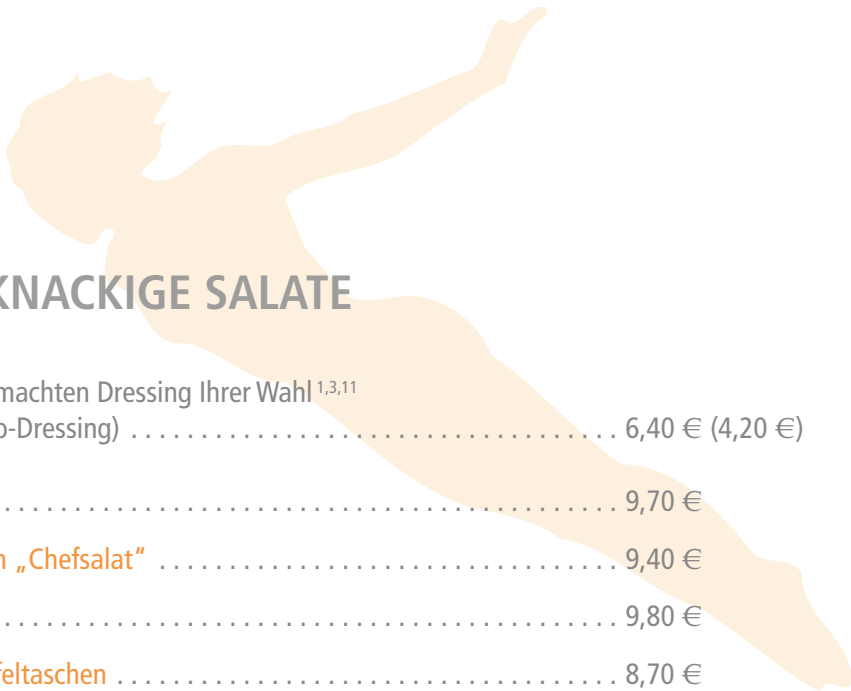 KNACKIGE SALATE
machten Dressing Ihrer Wahl 1,3,11
o-Dressing) . . . . . . . . . . . . . . . . . . . . . . . . . . . . . . . . . . . 6,40 € (4,20 €)
. . . . . . . . . . . . . . . . . . . . . . . . . . . . . . . . . . . . . . . . . . . . 9,70 €
n „Chefsalat“ . . . . . . . . . . . . . . . . . . . . . . . . . . . . . . . . . 9,40 €
. . . . . . . . . . . . . . . . . . . . . . . . . . . . . . . . . . . . . . . . . . . . 9,80 €
feltaschen . . . . . . . . . . . . . . . . . . . . . . . . . . . . . . . . . . . . 8,70 €